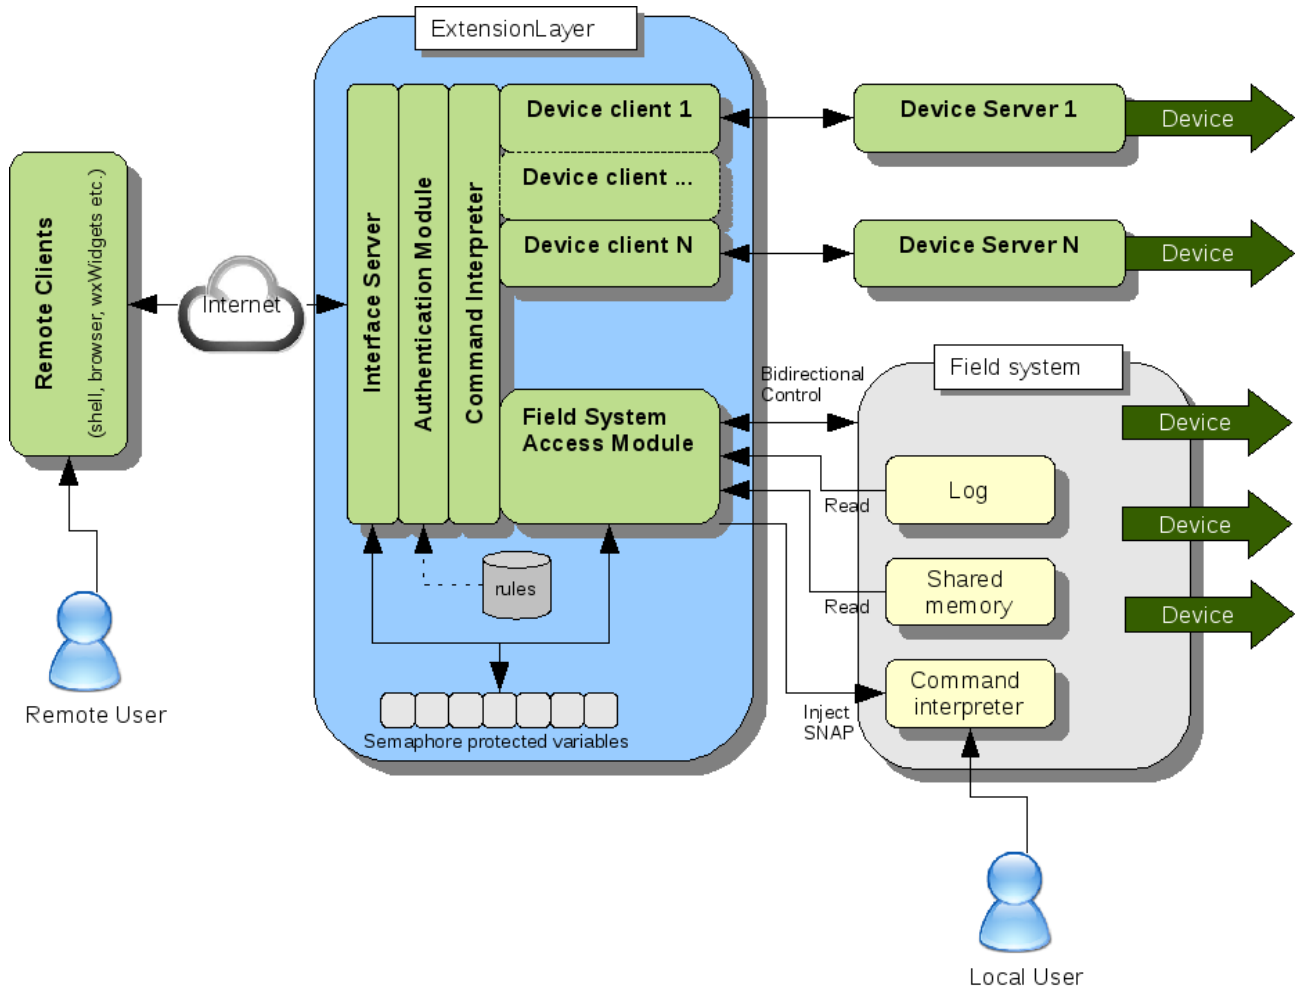 ExtensionLayer
Device client 1
Device Server 1
Device
Device client ...
Device client N
Device Server N
Device
Remote Clients
(shell, browser, wxWidgets etc.)
Internet
Interface Server
Authentication Module
Command Interpreter
Field System
Access Module
Bidirectional
Control
Field system
Device
Log
Read
Device
Shared
memory
Read
Device
rules
Command
interpreter
Inject
SNAP
Semaphore protected variables
Remote User
Local User